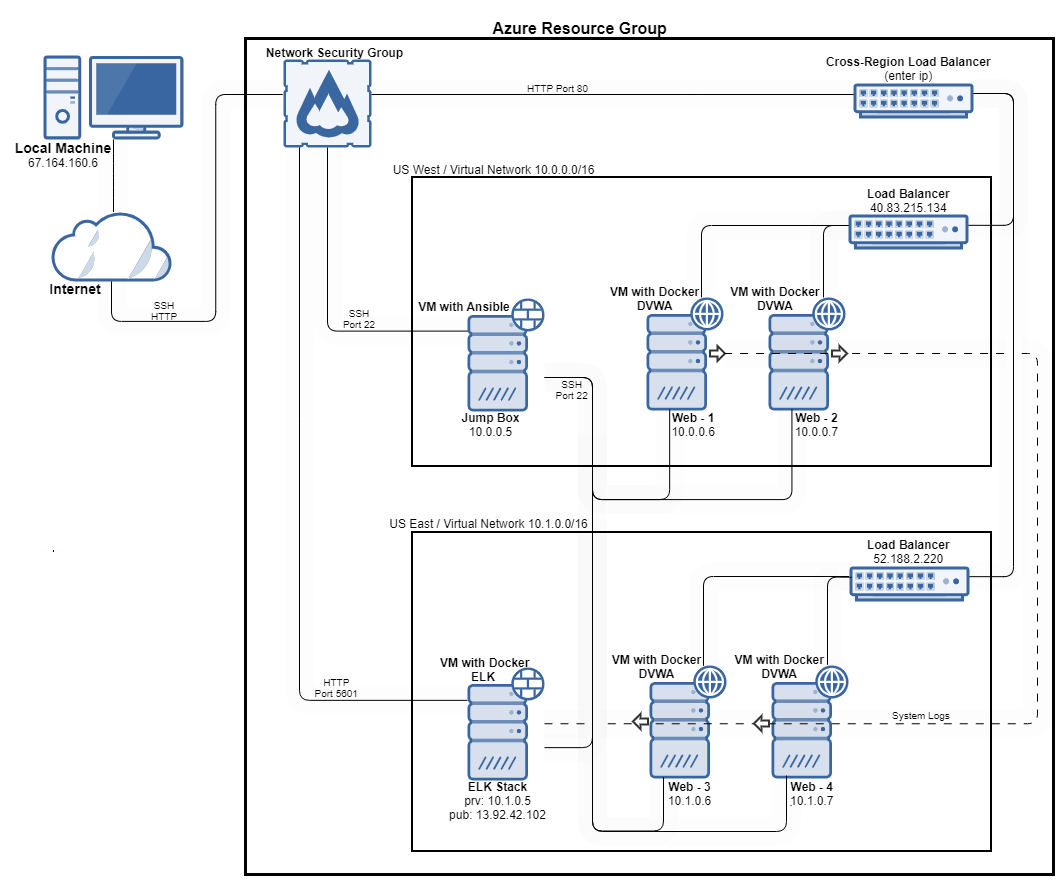 Azure Resource Group
Network Security Group
Cross-Region Load Balancer
(enter ip)
HTTP Port 80
Local Machine
67.164.160.6
US West / Virtual Network 10.0.0.0/16
Load Balancer
40.83.215.134
Internet
SSH
HTTP
VM with Docker
DVWA
VM with Docker
DVWA
VM with Ansible
SSH
Port 22
SSH
Port 22
Jump Box
10.0.0.5
Web - 1
10.0.0.6
Web - 2
10.0.0.7
US East / Virtual Network 10.1.0.0/16
Load Balancer
52.188.2.220
VM with Docker
ELK
VM with Docker
DVWA
VM with Docker
DVWA
HTTP
Port 5601
System Logs
ELK Stack
prv: 10.1.0.5
pub: 13.92.42.102
Web - 3
10.1.0.6
Web - 4
10.1.0.7